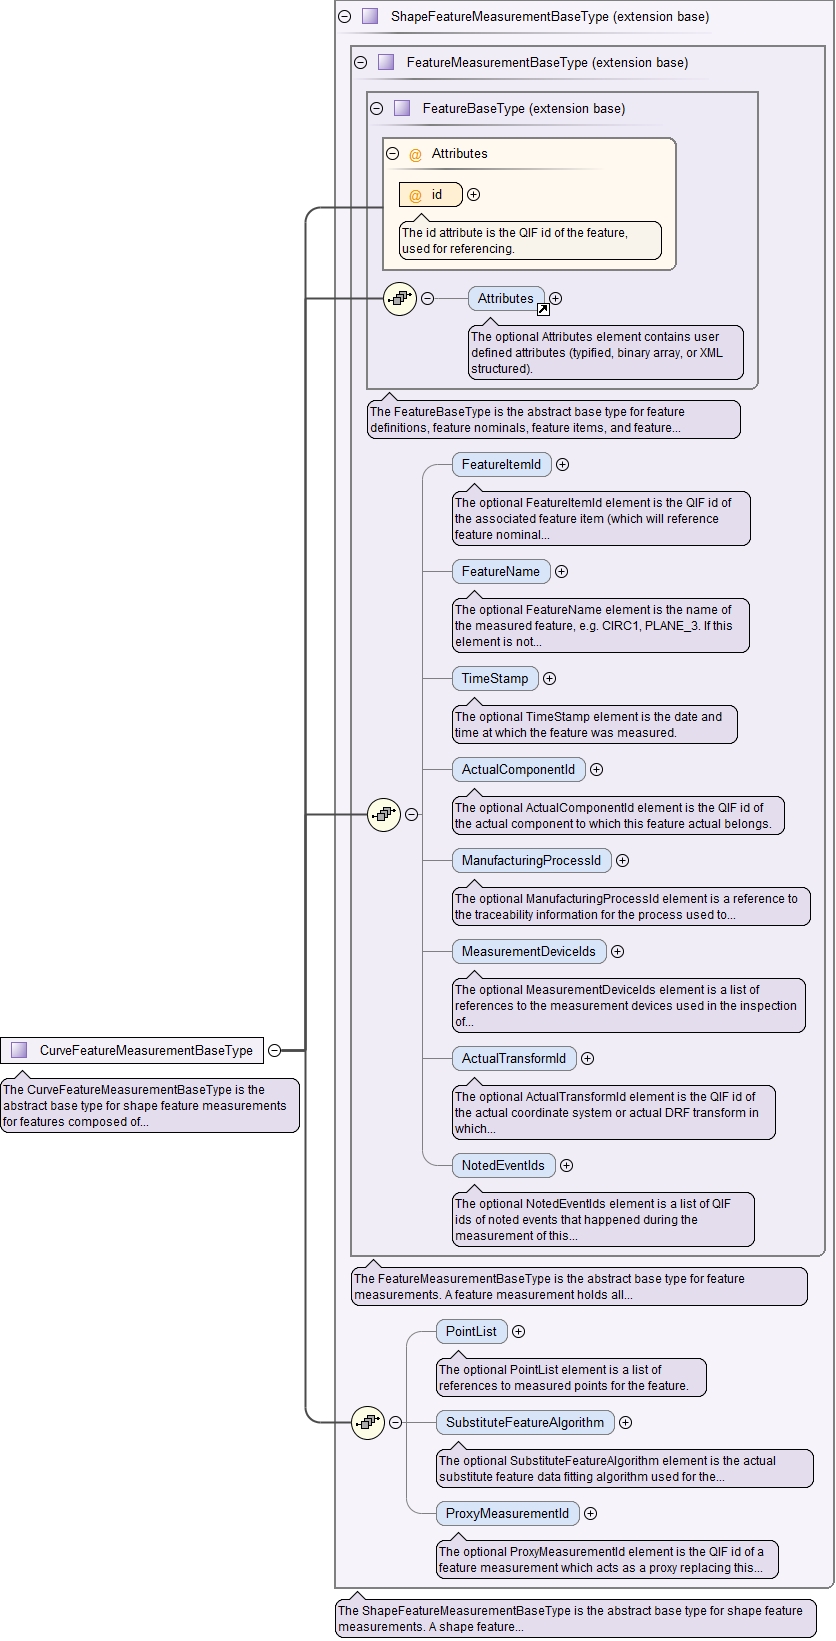 ShapeFeatureMeasurementBaseType (extension base)
FeatureMeasurementBaseType (extension base)
FeatureBaseType (extension base)
@ Attributes
@ id
The id attribute is the QIF id of the feature,
used for referencing.
Attributes
The optional Attributes element contains user
defined attributes (typified, binary array, or XML
structured).
The FeatureBaseType is the abstract base type for feature
definitions, feature nominals, feature items, and feature...
FeatureItemId
The optional FeatureItemId element is the QIF id of
the associated feature item (which will reference
feature nominal...
FeatureName
The optional FeatureName element is the name of
the measured feature, e.g. CIRC1, PLANE_3. If this
element is not...
TimeStamp
The optional TimeStamp element is the date and
time at which the feature was measured.
ActualComponentId
The optional ActualComponentId element is the QIF id of
the actual component to which this feature actual belongs.
ManufacturingProcessId
The optional ManufacturingProcessId element is a reference to
the traceability information for the process used to...
MeasurementDeviceIds
The optional MeasurementDeviceIds element is a list of
references to the measurement devices used in the inspection
of...
CurveFeatureMeasurementBaseType
The CurveFeatureMeasurementBaseType is the
abstract base type for shape feature measurements
for features composed of...
ActualTransformId
The optional ActualTransformId element is the QIF id of
the actual coordinate system or actual DRF transform in
which...
NotedEventIds
The optional NotedEventIds element is a list of QIF
ids of noted events that happened during the
measurement of this...
The FeatureMeasurementBaseType is the abstract base type for feature
measurements. A feature measurement holds all...
PointList
The optional PointList element is a list of
references to measured points for the feature.
SubstituteFeatureAlgorithm
The optional SubstituteFeatureAlgorithm element is the actual
substitute feature data fitting algorithm used for the...
ProxyMeasurementId
The optional ProxyMeasurementId element is the QIF id of a
feature measurement which acts as a proxy replacing this...
The ShapeFeatureMeasurementBaseType is the abstract base type for shape feature
measurements. A shape feature...